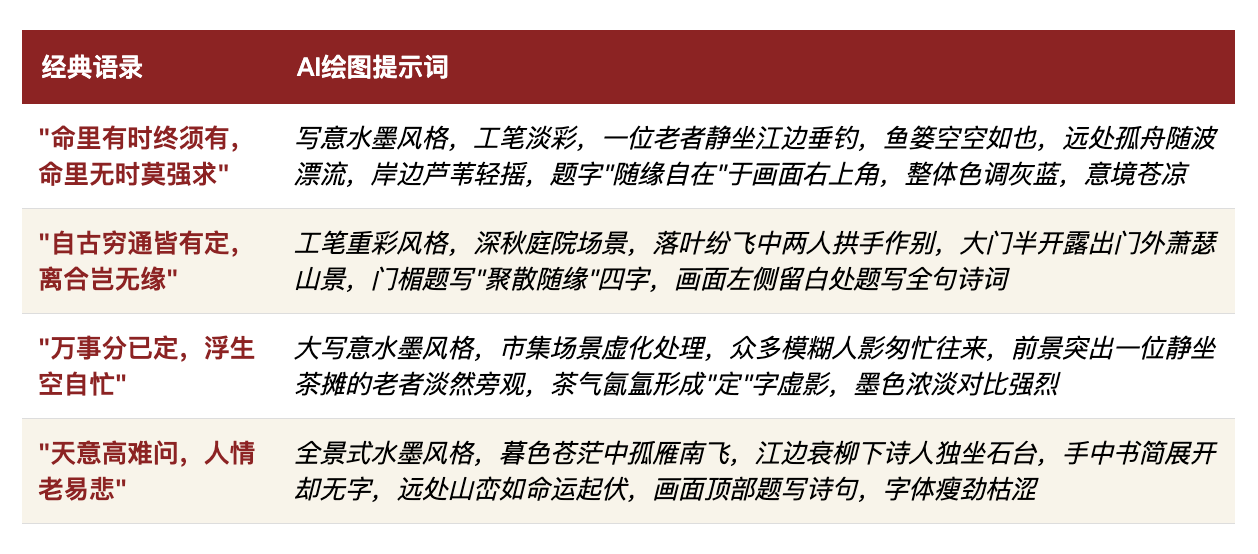 经典语录
AI绘图提示词
"命里有时终须有，
命里无时莫强求"
写意水墨风格，工笔淡彩，一位老者静坐江边垂钓，鱼篓空空如也，远处孤舟随波
漂流，岸边芦苇轻摇，题字"随缘自在"于画面右上角，整体色调灰蓝，意境苍凉
"自古穷通皆有定，
离合岂无缘"
工笔重彩风格，深秋庭院场景，落叶纷飞中两人拱手作别，大门半开露出门外萧瑟
山景，门楣题写"聚散随缘"四字，画面左侧留白处题写全句诗词
"万事分已定，浮生
空自忙"
大写意水墨风格，市集场景虚化处理，众多模糊人影匆忙往来，前景突出一位静坐
茶摊的老者淡然旁观，茶气氤氲形成"定"字虚影，墨色浓淡对比强烈
"天意高难问，人情
老易悲"
全景式水墨风格，暮色苍茫中孤雁南飞，江边衰柳下诗人独坐石台，手中书简展开
却无字，远处山峦如命运起伏，画面顶部题写诗句，字体瘦劲枯涩